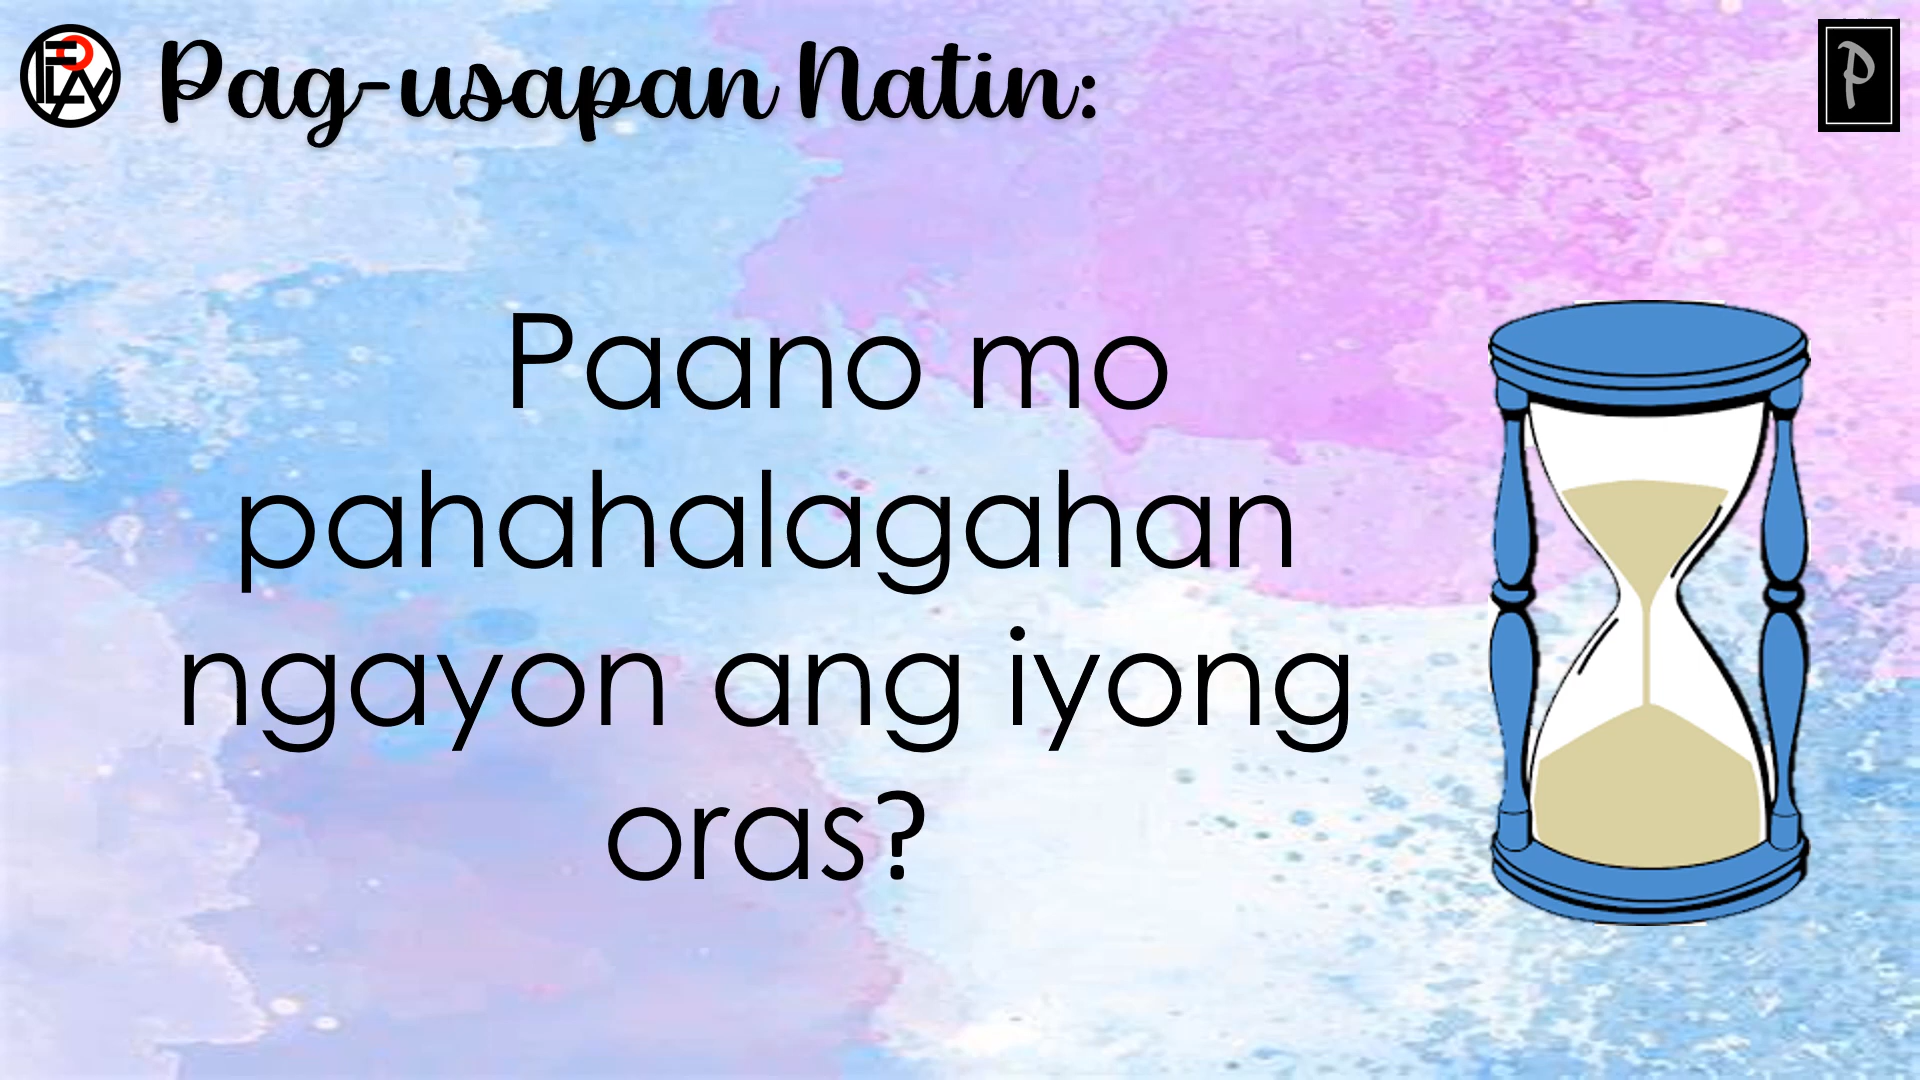 Pag-usapan Natin:
P
Paano mo
pahahalagahan
ngayon ang iyong
oras?